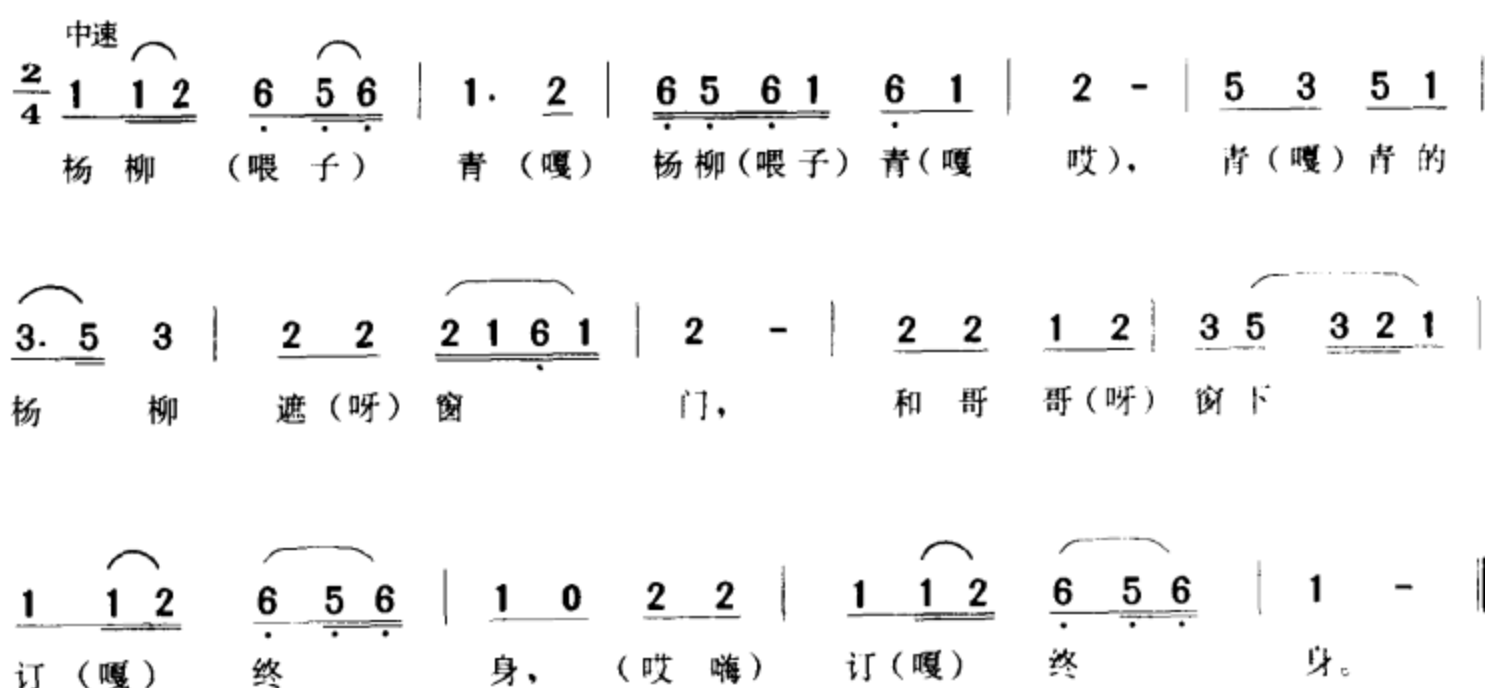 中速
2/4 1 1 2 6 5 6 | 1· 2 | 6 5 6 1 6 1 | 2 - | 5 3 5 1 |
杨柳（喂子）青（嘎）杨柳（喂子）青（嘎哎），青（嘎）青的
3· 5 3 | 2 2 2 1 6 1 | 2 - | 2 2 1 2 | 3 5 3 2 1 |
杨柳遮（呀）窗门，和哥哥（呀）窗下
1 1 2 6 5 6 | 1 0 2 2 | 1 1 2 6 5 6 | 1 - ‖
订（嘎）终身，（哎嗨）订（嘎）终身。